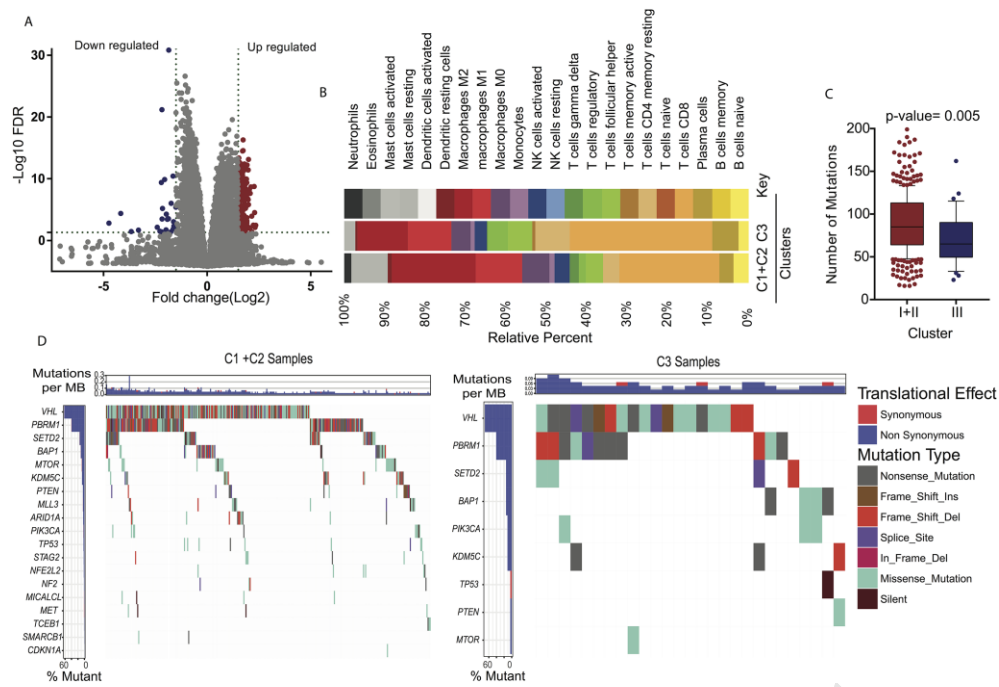 A
Down regulated
Up regulated
30
20
10
0
-Log10 FDR
-5
0
5
Fold change(Log2)
B
Neutrophils
Eosinophils
Mast cells activated
Mast cells resting
Dendritic cells activated
Dendritic resting cells
Macrophages M2
macrophages M1
Macrophages M0
Monocytes
NK cells activated
NK cells resting
T cells gamma delta
T cells regulatory
T cells follicular helper
T cells memory active
T cells CD4 memory resting
T cells naive
T cells CD8
Plasma cells
B cells memory
B cells naive
Key
C3
C1+C2
Clusters
100%
90%
80%
70%
60%
50%
40%
30%
20%
10%
0%
Relative Percent
C
p-value= 0.005
200
150
100
50
0
Number of Mutations
I+II
III
Cluster
D
C1 +C2 Samples
Mutations
per MB
0.3
VHL
PBRM1
SETD2
BAP1
MTOR
KDM5C
PTEN
MLL3
ARID1A
PIK3CA
TP53
STAG2
NFE2L2
NF2
MICALCL
MET
TCEB1
SMARCB1
CDKN1A
60
0
% Mutant
C3 Samples
Mutations
per MB
VHL
PBRM1
SETD2
BAP1
PIK3CA
KDM5C
TP53
PTEN
MTOR
60
0
% Mutant
Translational Effect
Synonymous
Non Synonymous
Mutation Type
Nonsense_Mutation
Frame_Shift_Ins
Frame_Shift_Del
Splice_Site
In_Frame_Del
Missense_Mutation
Silent